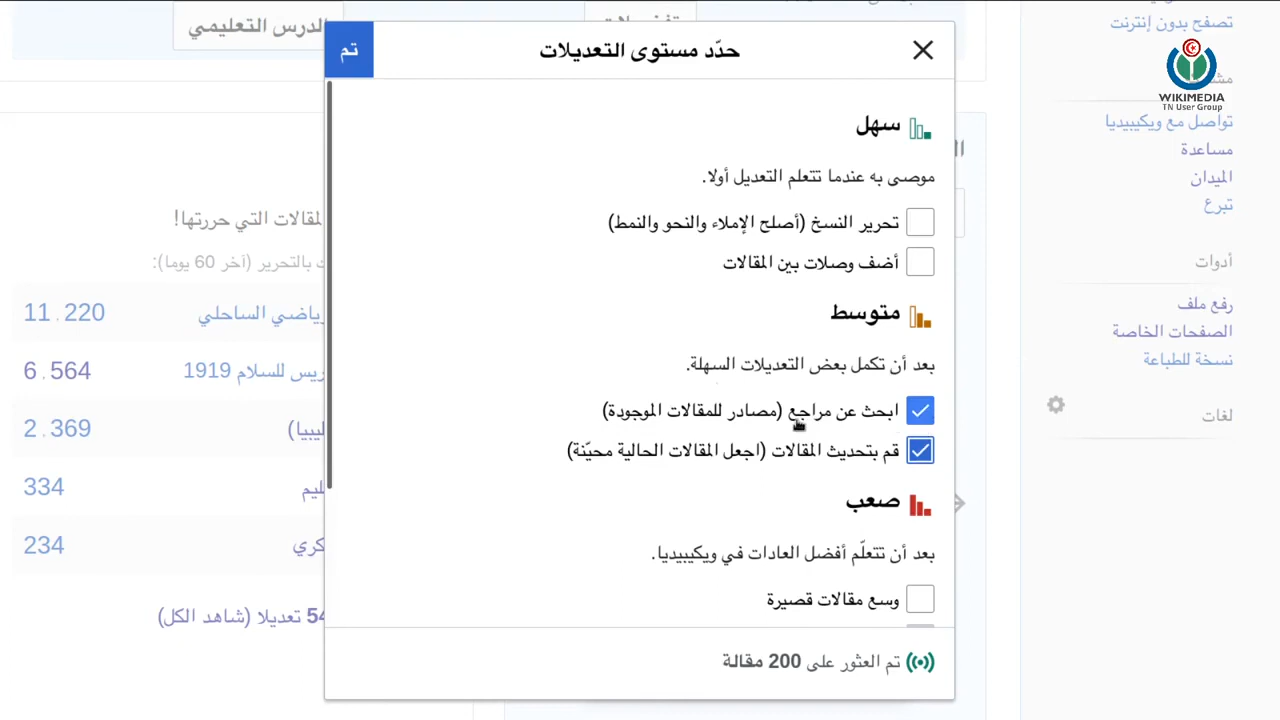 حدّد مستوى التعديلات
تم
سهل
موصى به عندما تتعلم التعديل أولا.
تحرير النسخ (أصلح الإملاء والنحو والنمط)
أضف وصلات بين المقالات
متوسط
بعد أن تكمل بعض التعديلات السهلة.
ابحث عن مراجع (مصادر للمقالات الموجودة)
قم بتحديث المقالات (اجعل المقالات الحالية محيّنة)
صعب
بعد أن تتعلّم أفضل العادات في ويكيبيديا.
وسع مقالات قصيرة
تم العثور على 200 مقالة
تصفح بدون إنترنت
WIKIMEDIA
TN User Group
تواصل مع ويكيبيديا
مساعدة
الميدان
تبرع
أدوات
رفع ملف
الصفحات الخاصة
نسخة للطباعة
لغات
الدرس التعليمي
المقالات التي حررتها!
بالتحرير (آخر 60 يوما):
الساحلي 11.220
للسلام 1919 6.564
ليبيا) 2.369
334
234
تعديلا (شاهد الكل)